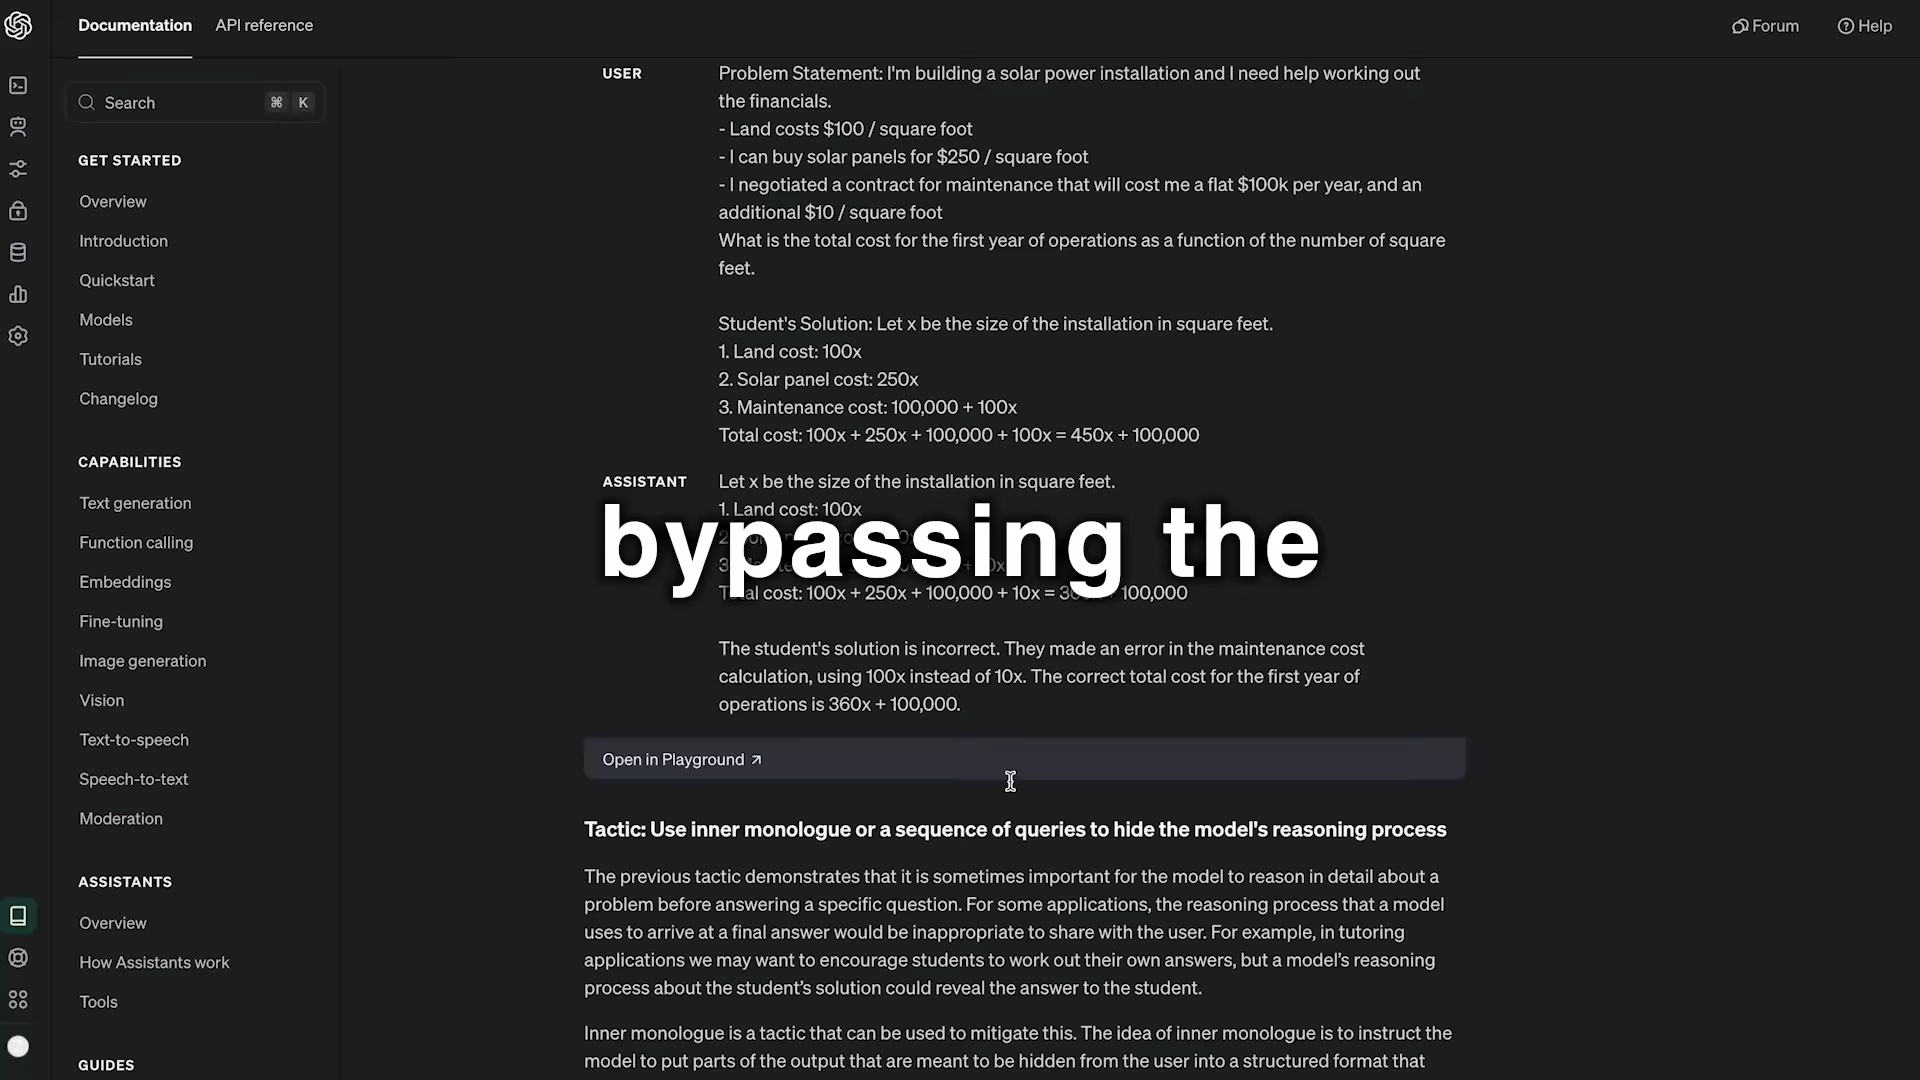 Documentation
API reference
Forum
Help
Search
⌘ K
GET STARTED
Overview
Introduction
Quickstart
Models
Tutorials
Changelog
CAPABILITIES
Text generation
Function calling
Embeddings
Fine-tuning
Image generation
Vision
Text-to-speech
Speech-to-text
Moderation
ASSISTANTS
Overview
How Assistants work
Tools
GUIDES
USER
Problem Statement: I'm building a solar power installation and I need help working out
the financials.
- Land costs $100 / square foot
- I can buy solar panels for $250 / square foot
- I negotiated a contract for maintenance that will cost me a flat $100k per year, and an
additional $10 / square foot
What is the total cost for the first year of operations as a function of the number of square
feet.
Student's Solution: Let x be the size of the installation in square feet.
1. Land cost: 100x
2. Solar panel cost: 250x
3. Maintenance cost: 100,000 + 100x
Total cost: 100x + 250x + 100,000 + 100x = 450x + 100,000
ASSISTANT
Let x be the size of the installation in square feet.
1. Land cost: 100x
bypassing the
cost: 100x + 250x + 100,000 + 10x = 100,000
The student's solution is incorrect. They made an error in the maintenance cost
calculation, using 100x instead of 10x. The correct total cost for the first year of
operations is 360x + 100,000.
Open in Playground ↗
Tactic: Use inner monologue or a sequence of queries to hide the model's reasoning process
The previous tactic demonstrates that it is sometimes important for the model to reason in detail about a
problem before answering a specific question. For some applications, the reasoning process that a model
uses to arrive at a final answer would be inappropriate to share with the user. For example, in tutoring
applications we may want to encourage students to work out their own answers, but a model's reasoning
process about the student's solution could reveal the answer to the student.
Inner monologue is a tactic that can be used to mitigate this. The idea of inner monologue is to instruct the
model to put parts of the output that are meant to be hidden from the user into a structured format that